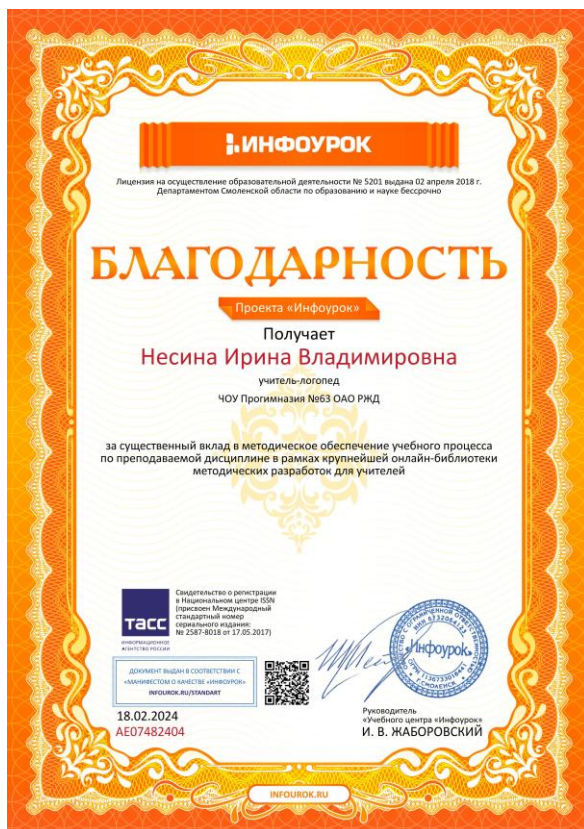 ИНФОУРОК
Лицензия на осуществление образовательной деятельности № 5201 выдана 02 апреля 2018 г.
Департаментом Смоленской области по образованию и науке бессрочно
БЛАГОДАРНОСТЬ
Проекта «Инфоурок»
Получает
Несина Ирина Владимировна
учитель-логопед
ЧОУ Прогимназия №63 ОАО РЖД
за существенный вклад в методическое обеспечение учебного процесса
по преподаваемой дисциплине в рамках крупнейшей онлайн-библиотеки
методических разработок для учителей
ТАСС
ИНФОРМАЦИОННОЕ
АГЕНТСТВО РОССИИ
Свидетельство о регистрации
в Национальном центре ISSN
(присвоен Международный
стандартный номер
сериального издания:
№ 2587-8018 от 17.05.2017)
ДОКУМЕНТ ВЫДАН В СООТВЕТСТВИИ С
«МАНИФЕСТОМ О КАЧЕСТВЕ «ИНФОУРОК»
INFOUROK.RU/STANDART
«Инфоурок»
18.02.2024
АЕ07482404
Руководитель
«Учебного центра «Инфоурок»
И. В. ЖАБОРОВСКИЙ
INFOUROK.RU